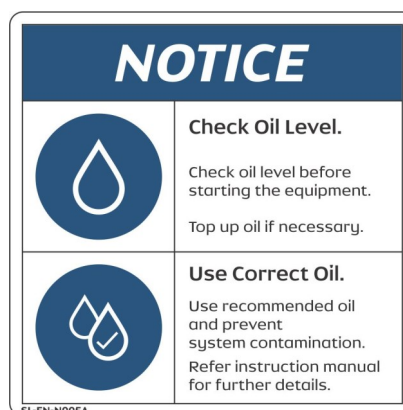 NOTICE
Check Oil Level.
Check oil level before
starting the equipment.
Top up oil if necessary.
Use Correct Oil.
Use recommended oil
and prevent
system contamination.
Refer instruction manual
for further details.